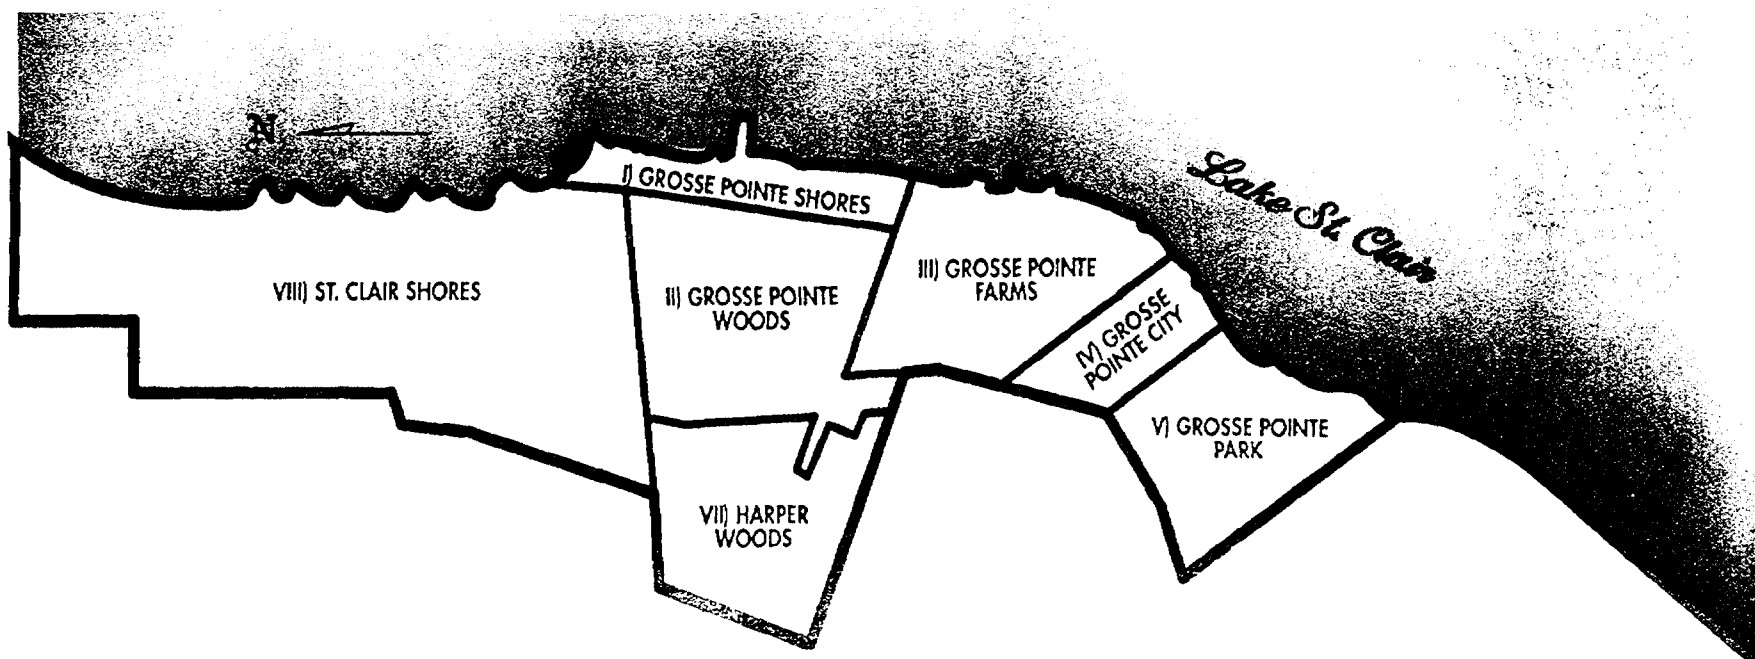 N
Lake St. Clair
I) GROSSE POINTE SHORES
VIII) ST. CLAIR SHORES
II) GROSSE POINTE
WOODS
III) GROSSE POINTE
FARMS
IV) GROSSE
POINTE CITY
V) GROSSE POINTE
PARK
VII) HARPER
WOODS